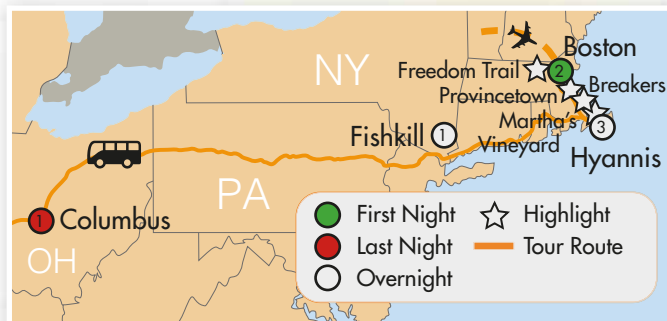 NY
Boston
2
Freedom Trail
Provincetown
Breakers
Martha's
Vineyard
3
Hyannis
Fishkill
1
PA
1
Columbus
OH
First Night
Highlight
Last Night
Tour Route
Overnight